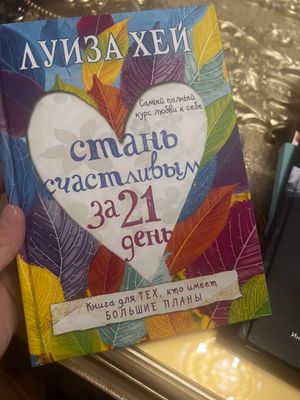 ЛУИЗА ХЕЙ
Самый полный
курс любви к себе
стань
счастливым
за 21
день
Книга для ТЕХ, кто имеет
БОЛЬШИЕ ПЛАНЫ